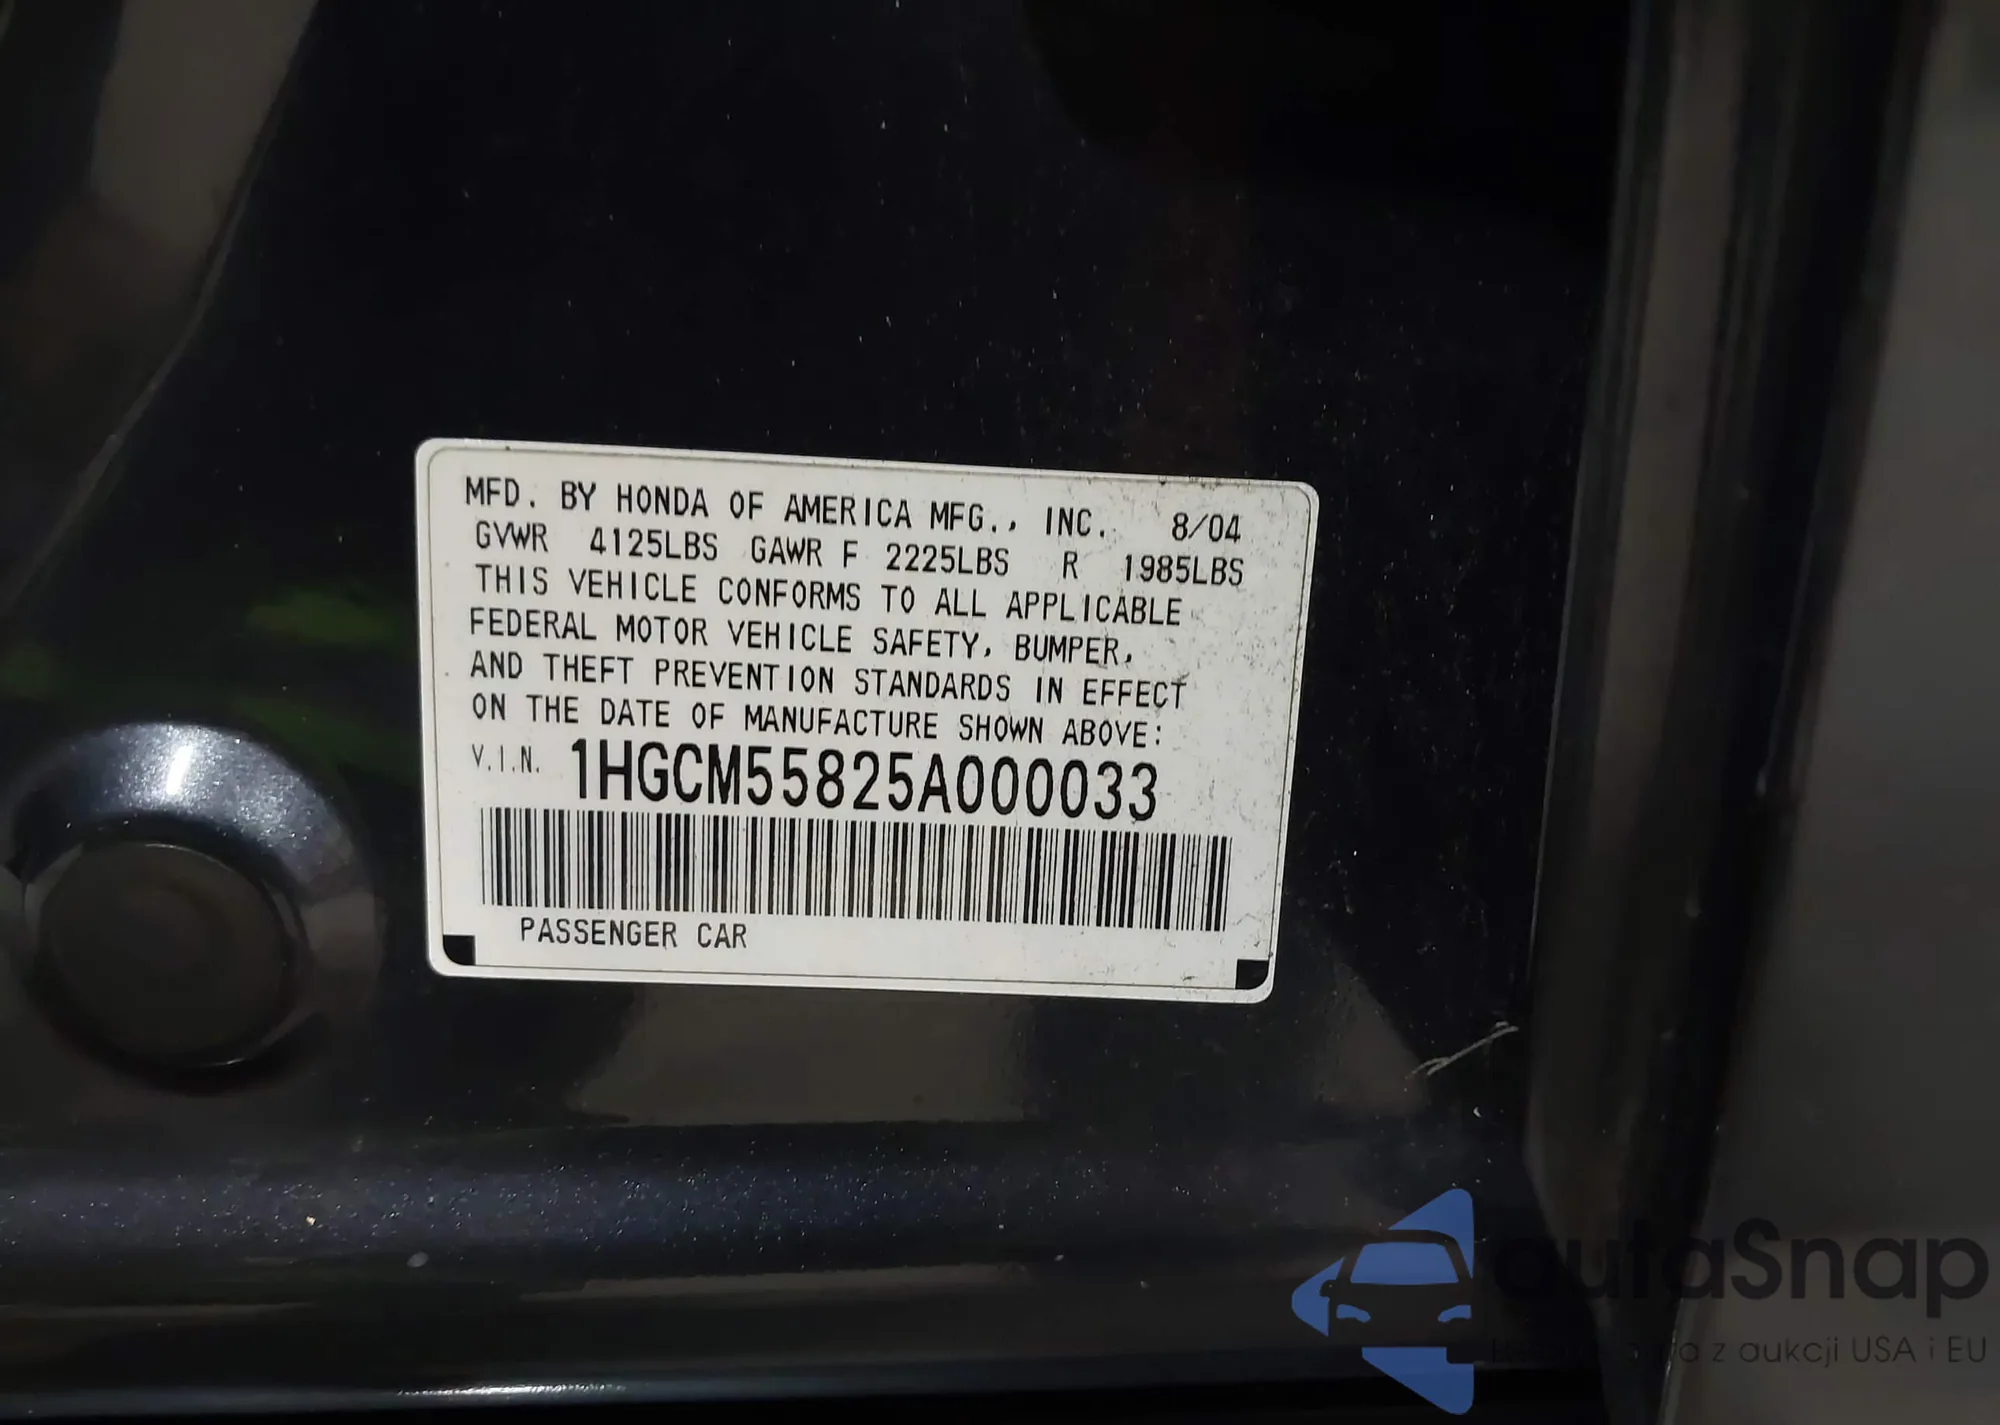 MFD. BY HONDA OF AMERICA MFG., INC. 8/04
GVWR 4125LBS GAWR F 2225LBS R 1985LBS
THIS VEHICLE CONFORMS TO ALL APPLICABLE
FEDERAL MOTOR VEHICLE SAFETY, BUMPER,
AND THEFT PREVENTION STANDARDS IN EFFECT
ON THE DATE OF MANUFACTURE SHOWN ABOVE:
V.I.N. 1HGCM55825A000033
PASSENGER CAR
autaSnap
z aukcji USA i EU